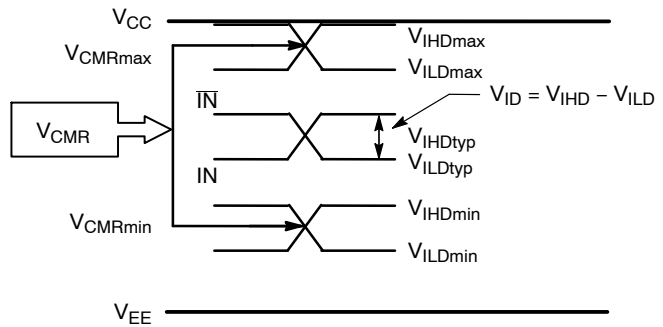 VCC
VIHDmax
VCMRmax
VILDmax
IN
VID = VIHD − VILD
VCMR
VIHDtyp
VILDtyp
IN
VIHDmin
VCMRmin
VILDmin
VEE